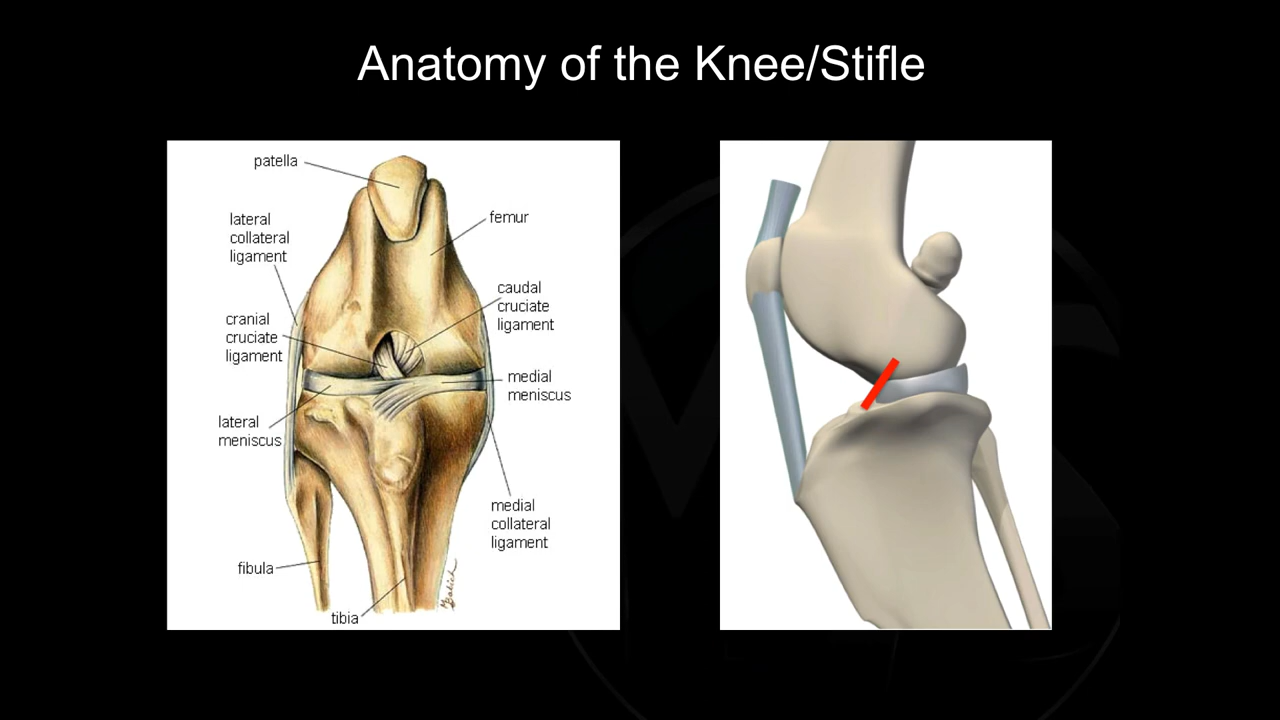 Anatomy of the Knee/Stifle
patella
lateral
collateral
ligament
femur
caudal
cruciate
ligament
cranial
cruciate
ligament
medial
meniscus
lateral
meniscus
medial
collateral
ligament
fibula
tibia